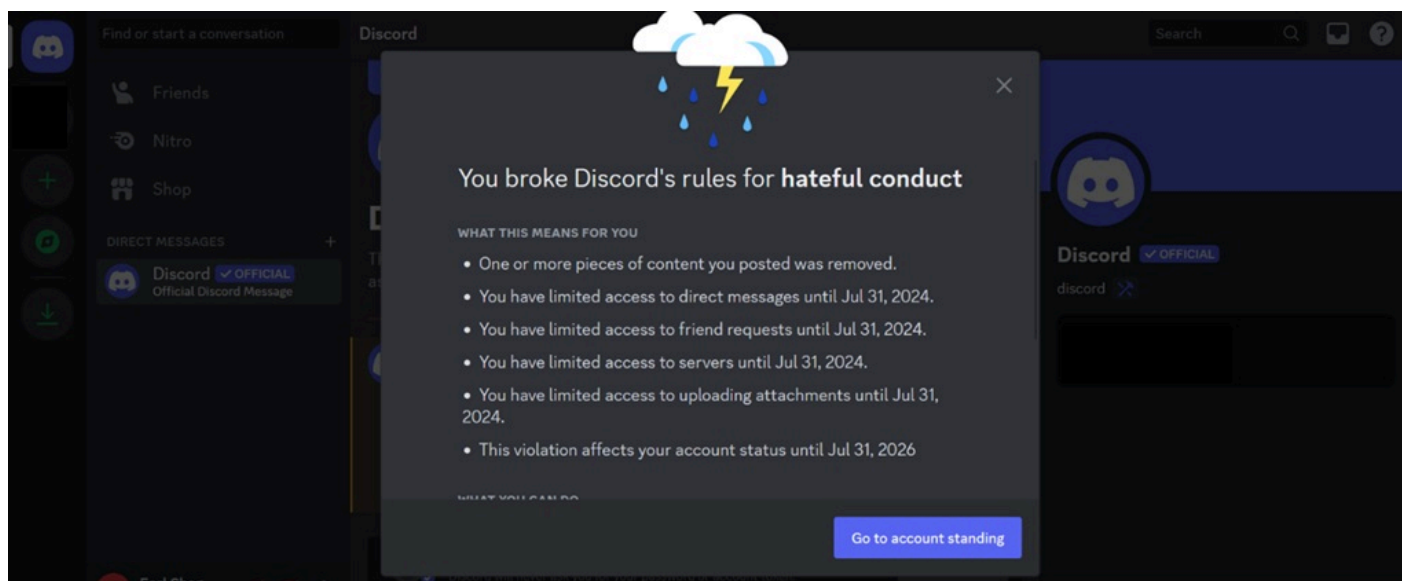 Find or start a conversation
Discord
Search
Friends
Nitro
Shop
DIRECT MESSAGES
Discord ✓ OFFICIAL
Official Discord Message
You broke Discord's rules for hateful conduct
WHAT THIS MEANS FOR YOU
• One or more pieces of content you posted was removed.
• You have limited access to direct messages until Jul 31, 2024.
• You have limited access to friend requests until Jul 31, 2024.
• You have limited access to servers until Jul 31, 2024.
• You have limited access to uploading attachments until Jul 31,
2024.
• This violation affects your account status until Jul 31, 2026
WHAT YOU CAN DO
Go to account standing
Discord ✓ OFFICIAL
discord